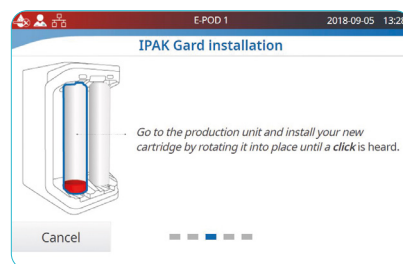 E-POD 1 2018-09-05 13:28
IPAK Gard installation
Go to the production unit and install your new
cartridge by rotating it into place until a click is heard.
Cancel